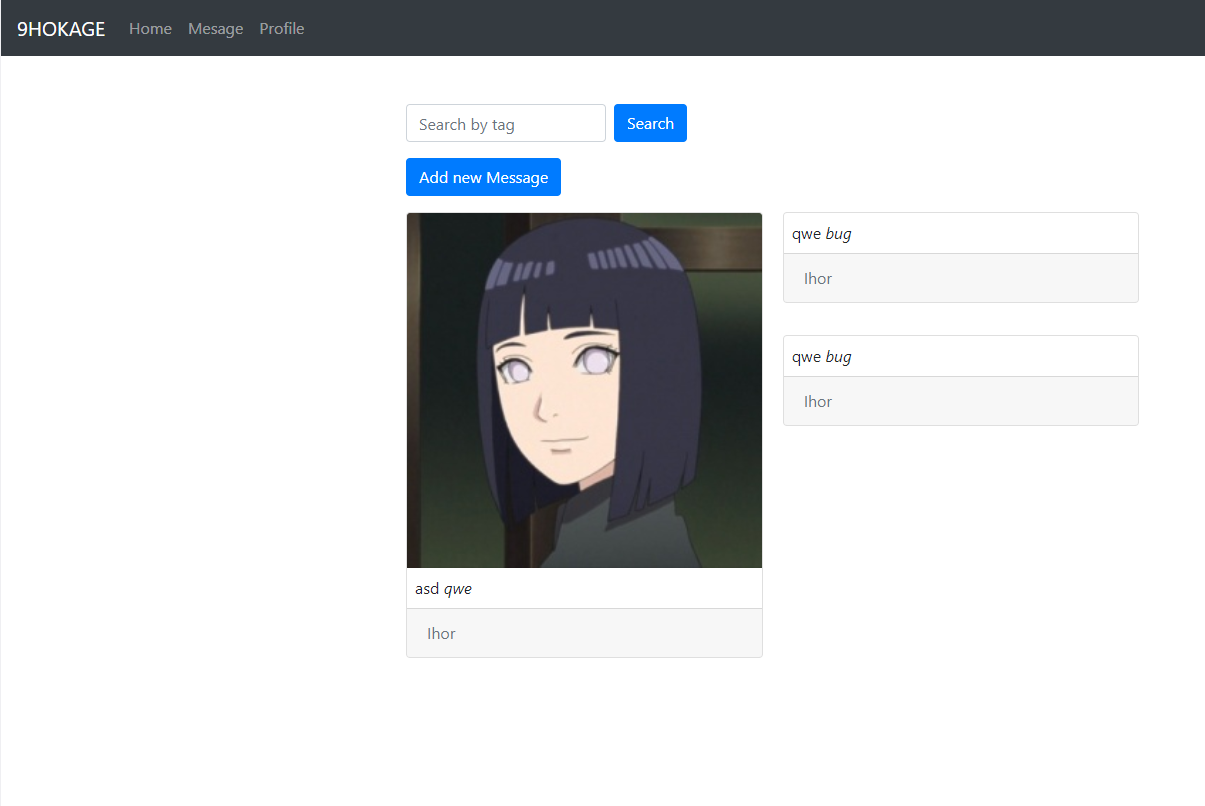 9HOKAGE Home Mesage Profile
Search by tag Search
Add new Message
asd qwe
Ihor
qwe bug
Ihor
qwe bug
Ihor